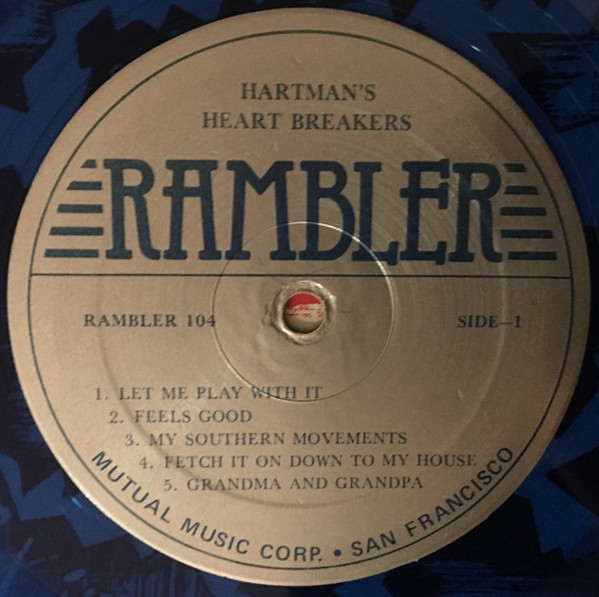 HARTMAN'S
HEART BREAKERS
RAMBLER
RAMBLER 104
SIDE—1
1. LET ME PLAY WITH IT
2. FEELS GOOD
3. MY SOUTHERN MOVEMENTS
4. FETCH IT ON DOWN TO MY HOUSE
5. GRANDMA AND GRANDPA
MUTUAL MUSIC CORP. • SAN FRANCISCO